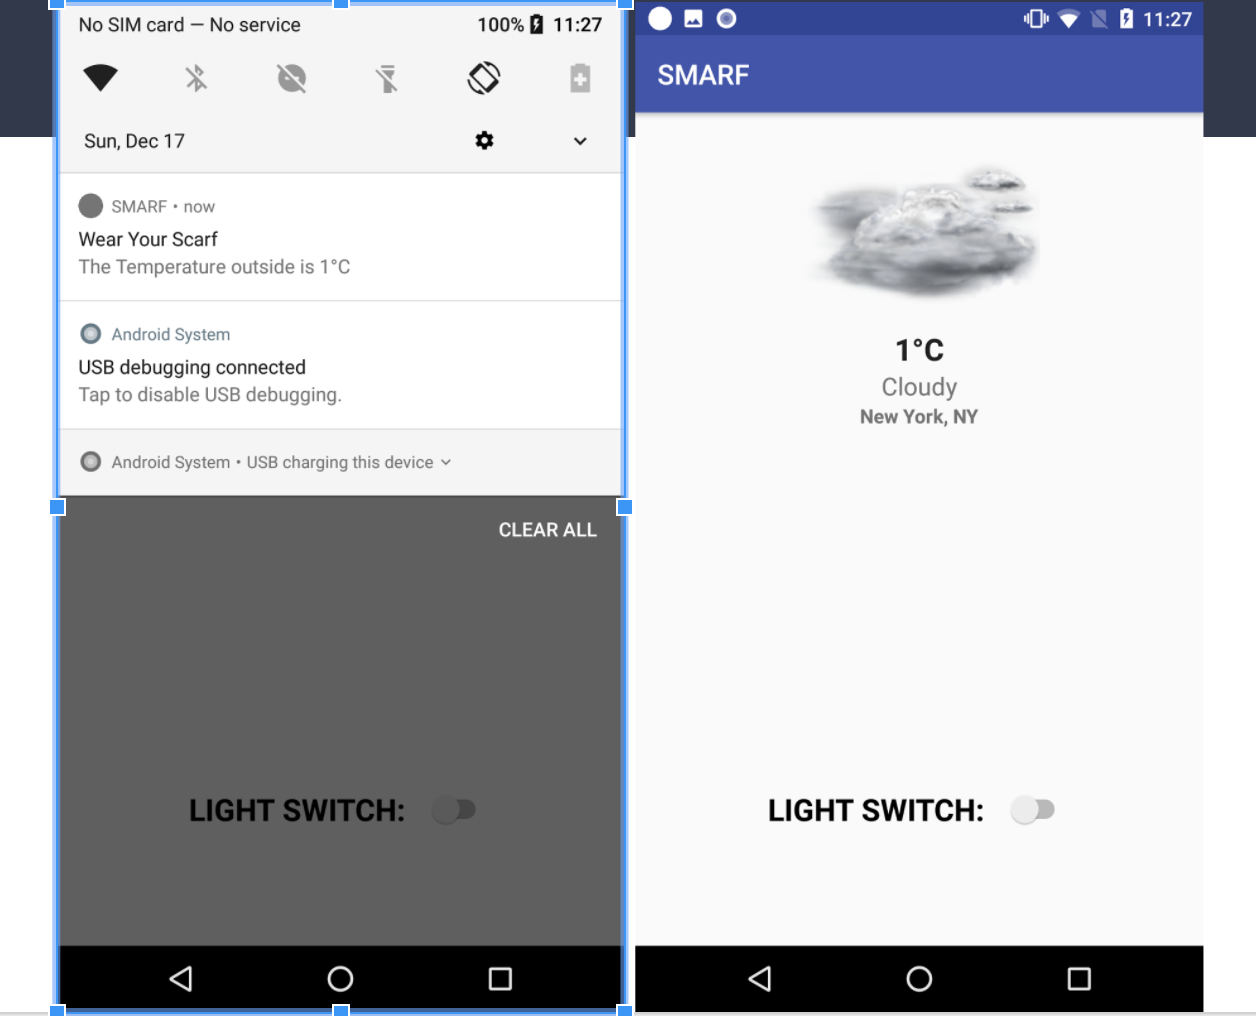 No SIM card — No service 100% 11:27
Sun, Dec 17
SMARF • now
Wear Your Scarf
The Temperature outside is 1°C
Android System
USB debugging connected
Tap to disable USB debugging.
Android System • USB charging this device
CLEAR ALL
LIGHT SWITCH:
11:27
SMARF
1°C
Cloudy
New York, NY
LIGHT SWITCH: